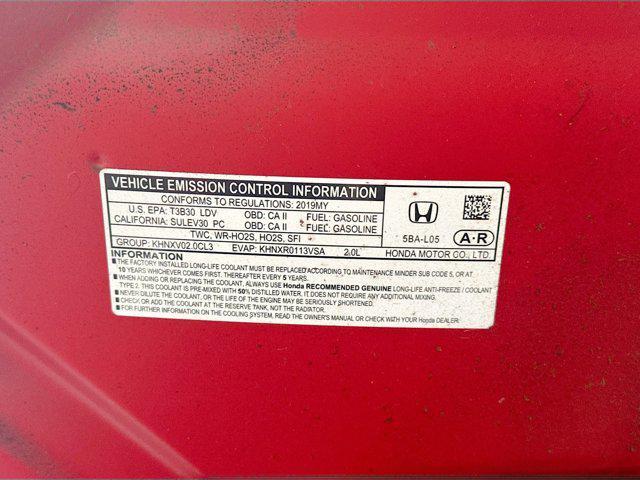 VEHICLE EMISSION CONTROL INFORMATION
CONFORMS TO REGULATIONS: 2019MY
U.S. EPA: T3B30 LDV OBD: CA II FUEL: GASOLINE
CALIFORNIA: SULEV30 PC OBD: CA II FUEL: GASOLINE
TWC, WR-HO2S, HO2S, SFI
GROUP: KHNXV02.0CL3 EVAP: KHNXR0113VSA 2.0L
5BA-L05 A-R
HONDA MOTOR CO., LTD.
INFORMATION
■ THE FACTORY INSTALLED LONG-LIFE COOLANT MUST BE REPLACED ACCORDING TO MAINTENANCE MINDER SUB CODE 5, OR AT
10 YEARS WHICHEVER COMES FIRST. THEREAFTER EVERY 5 YEARS.
■ WHEN ADDING OR REPLACING THE COOLANT, ALWAYS USE Honda RECOMMENDED GENUINE LONG-LIFE ANTI-FREEZE / COOLANT
TYPE 2. THIS COOLANT IS PRE-MIXED WITH 50% DISTILLED WATER. IT DOES NOT REQUIRE ANY ADDITIONAL MIXING.
■ NEVER DILUTE THE COOLANT, OR THE LIFE OF THE ENGINE MAY BE SERIOUSLY SHORTENED.
■ CHECK OR ADD THE COOLANT AT THE RESERVE TANK, NOT THE RADIATOR.
■ FOR FURTHER INFORMATION ON THE COOLING SYSTEM, READ THE OWNER'S MANUAL OR CHECK WITH YOUR Honda DEALER.